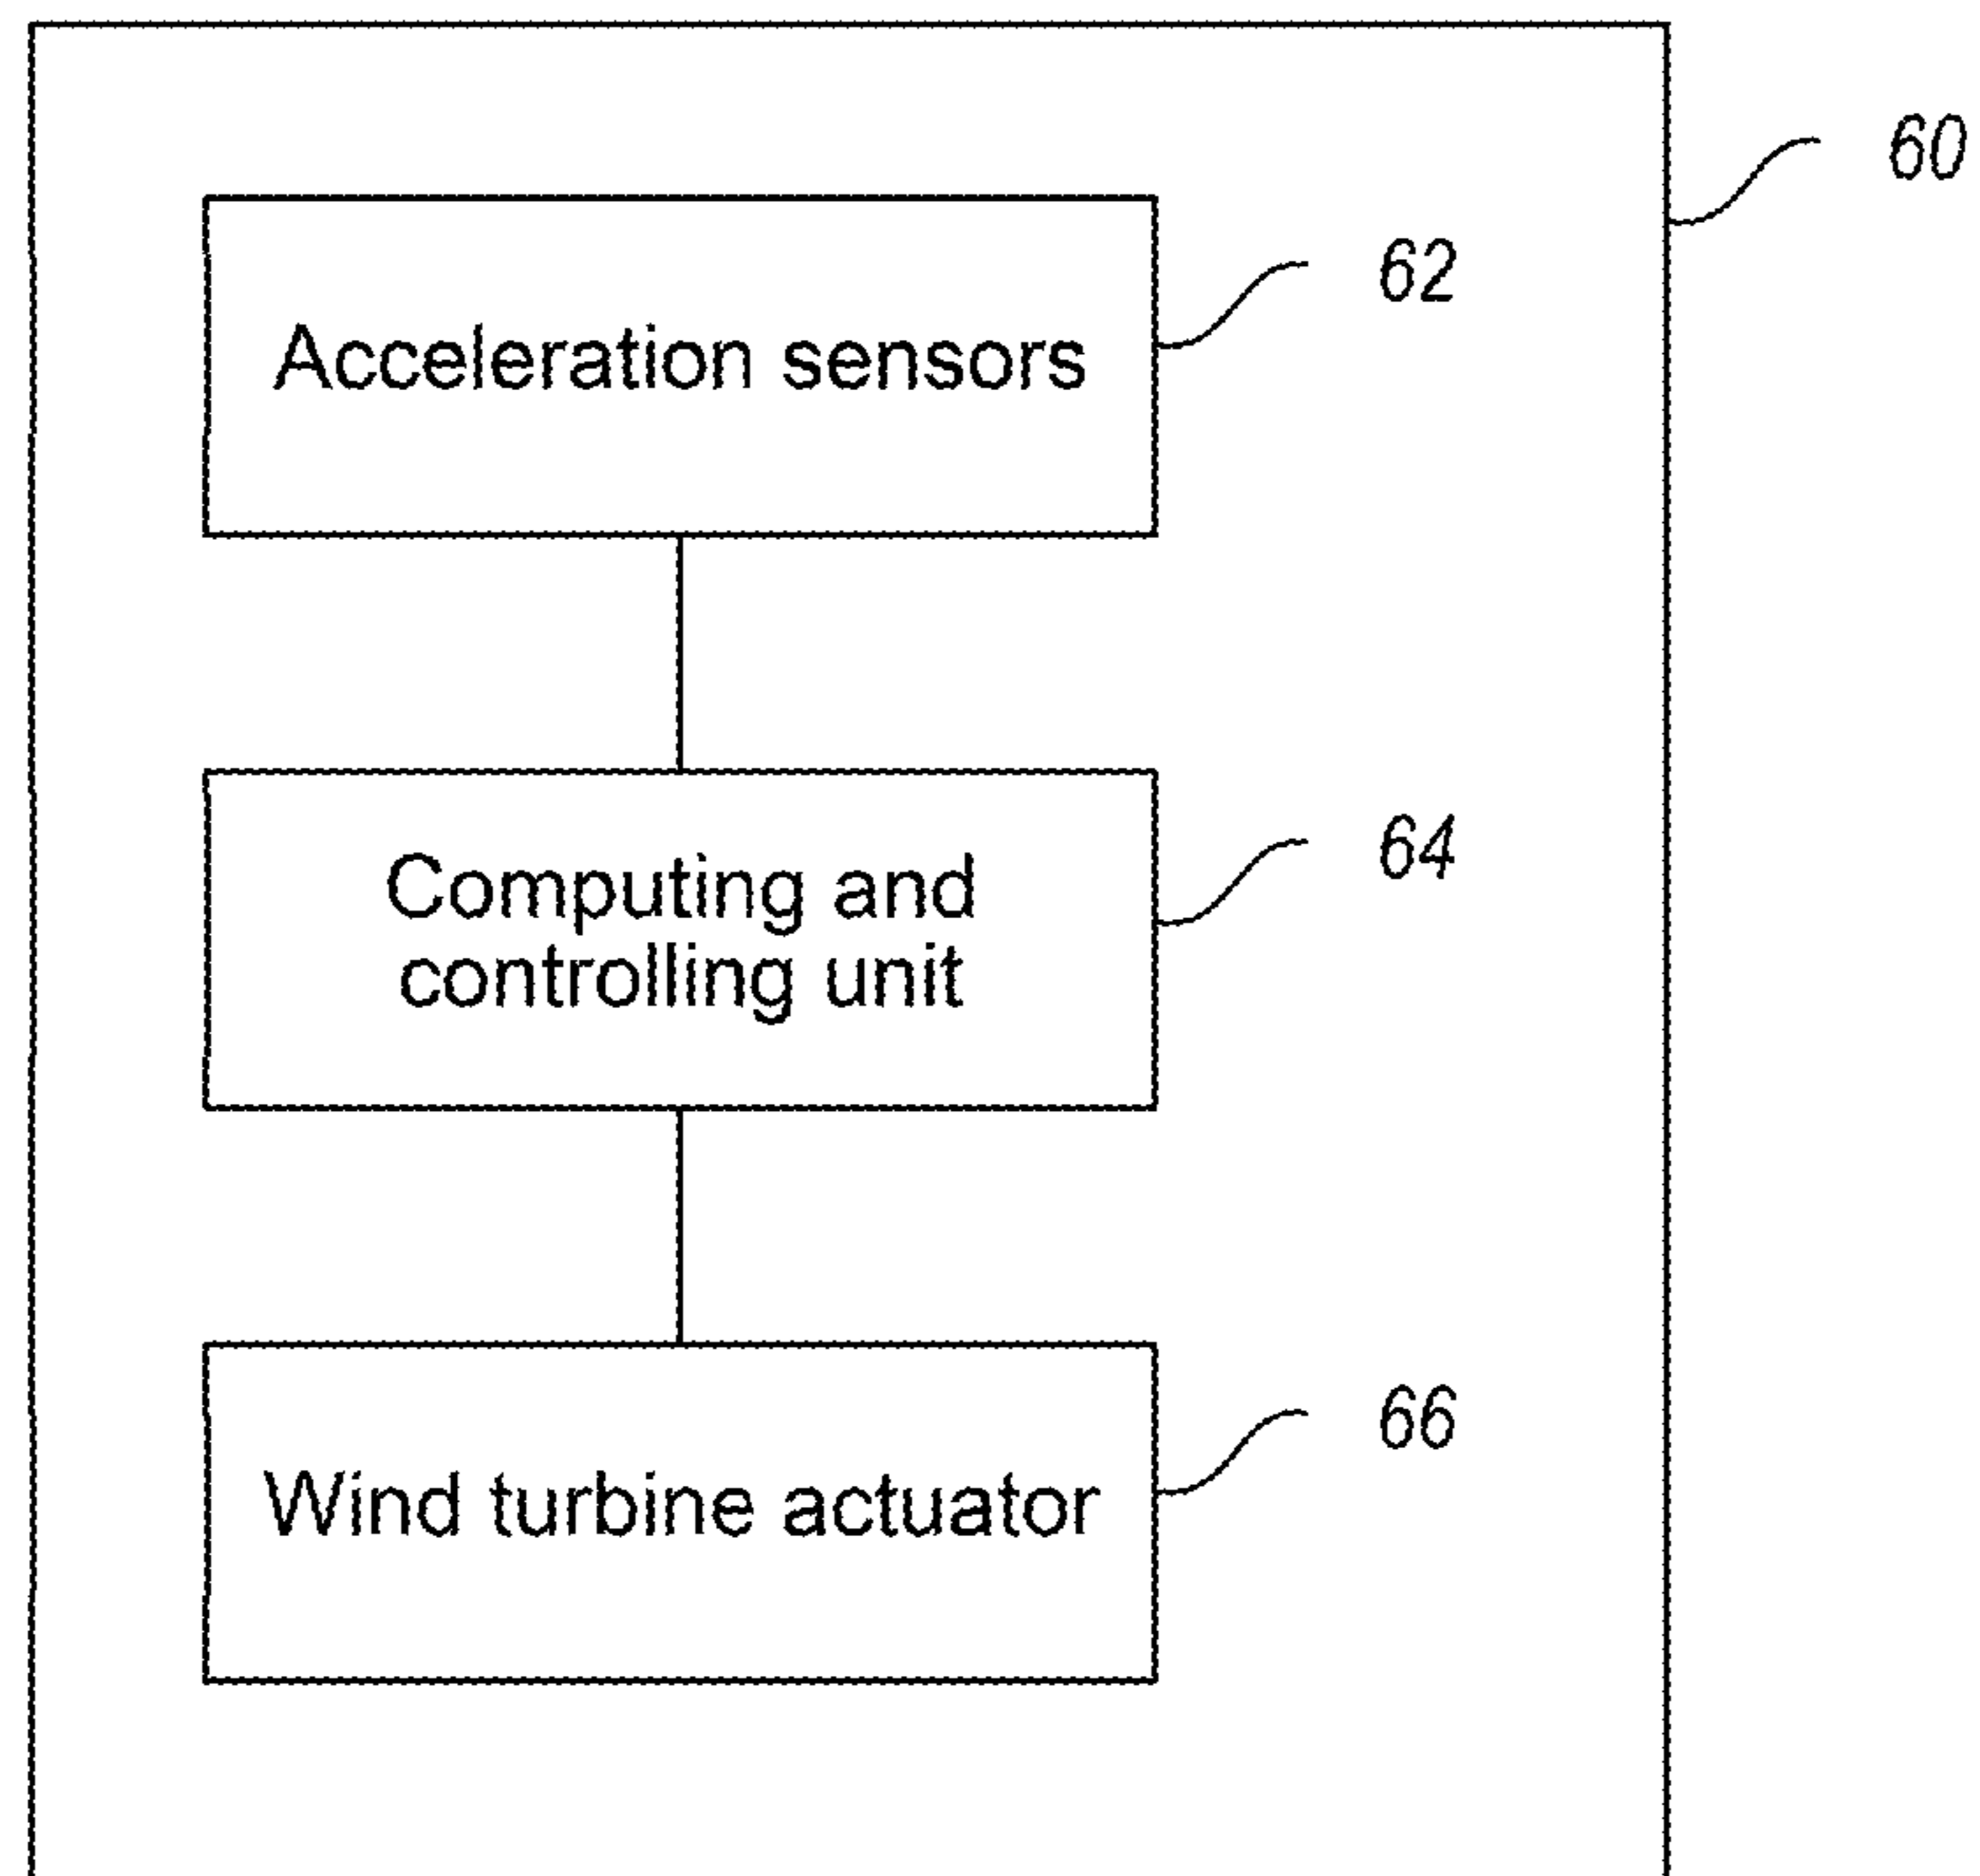 60
62
Acceleration sensors
64
Computing and
controlling unit
66
Wind turbine actuator